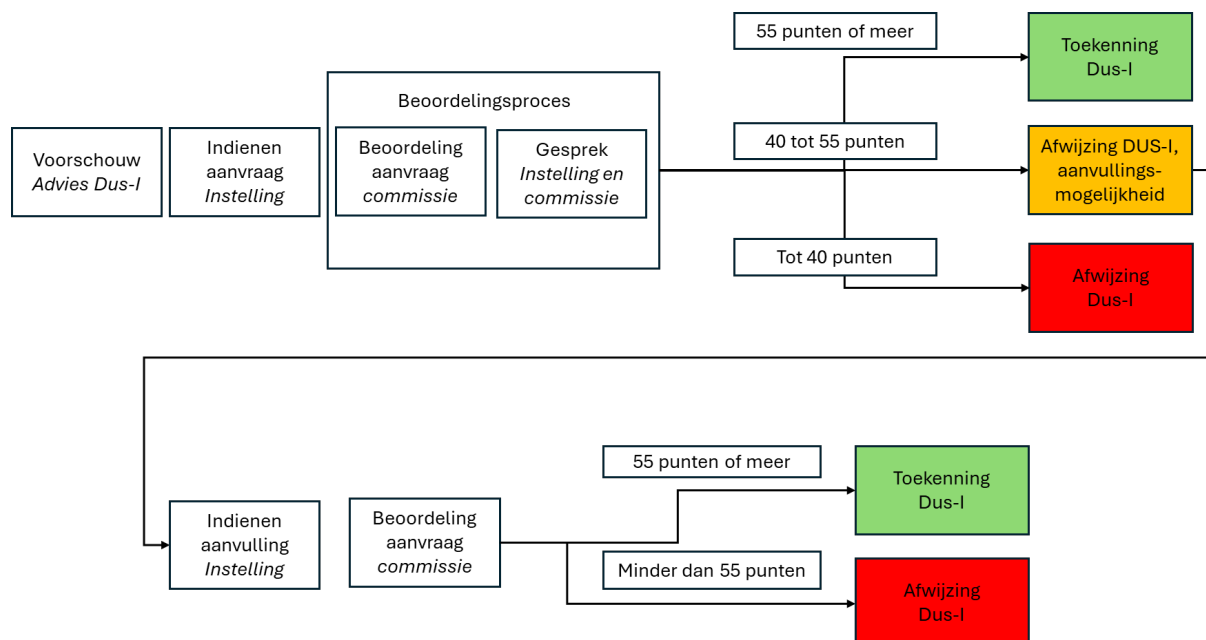 Voorschouw
Advies Dus-I
Indienen
aanvraag
Instelling
Beoordelingsproces
Beoordeling
aanvraag
commissie
Gesprek
Instelling en
commissie
55 punten of meer
40 tot 55 punten
Tot 40 punten
Toekenning
Dus-I
Afwijzing DUS-I,
aanvullings-
mogelijkheid
Afwijzing
Dus-I
Indienen
aanvulling
Instelling
Beoordeling
aanvraag
commissie
55 punten of meer
Minder dan 55 punten
Toekenning
Dus-I
Afwijzing
Dus-I